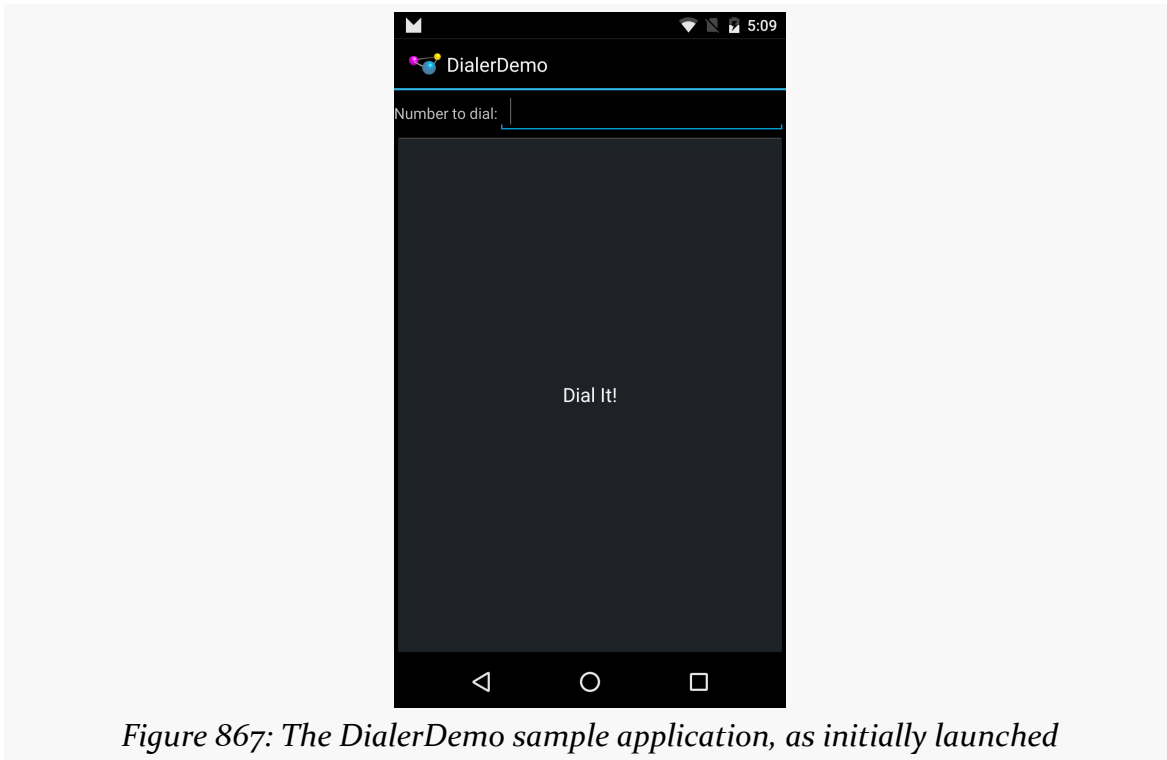 5:09
DialerDemo
Number to dial:
Dial It!
Figure 867: The DialerDemo sample application, as initially launched